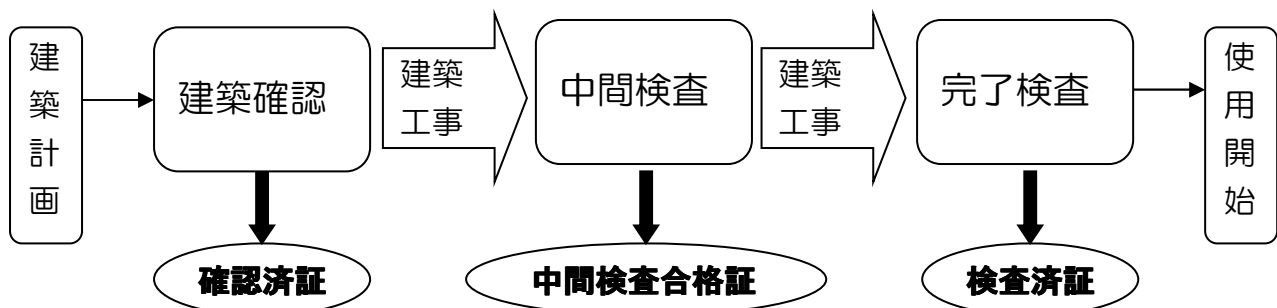 建築計画
建築確認
建築
工事
中間検査
建築
工事
完了検査
使用開始
確認済証
中間検査合格証
検査済証